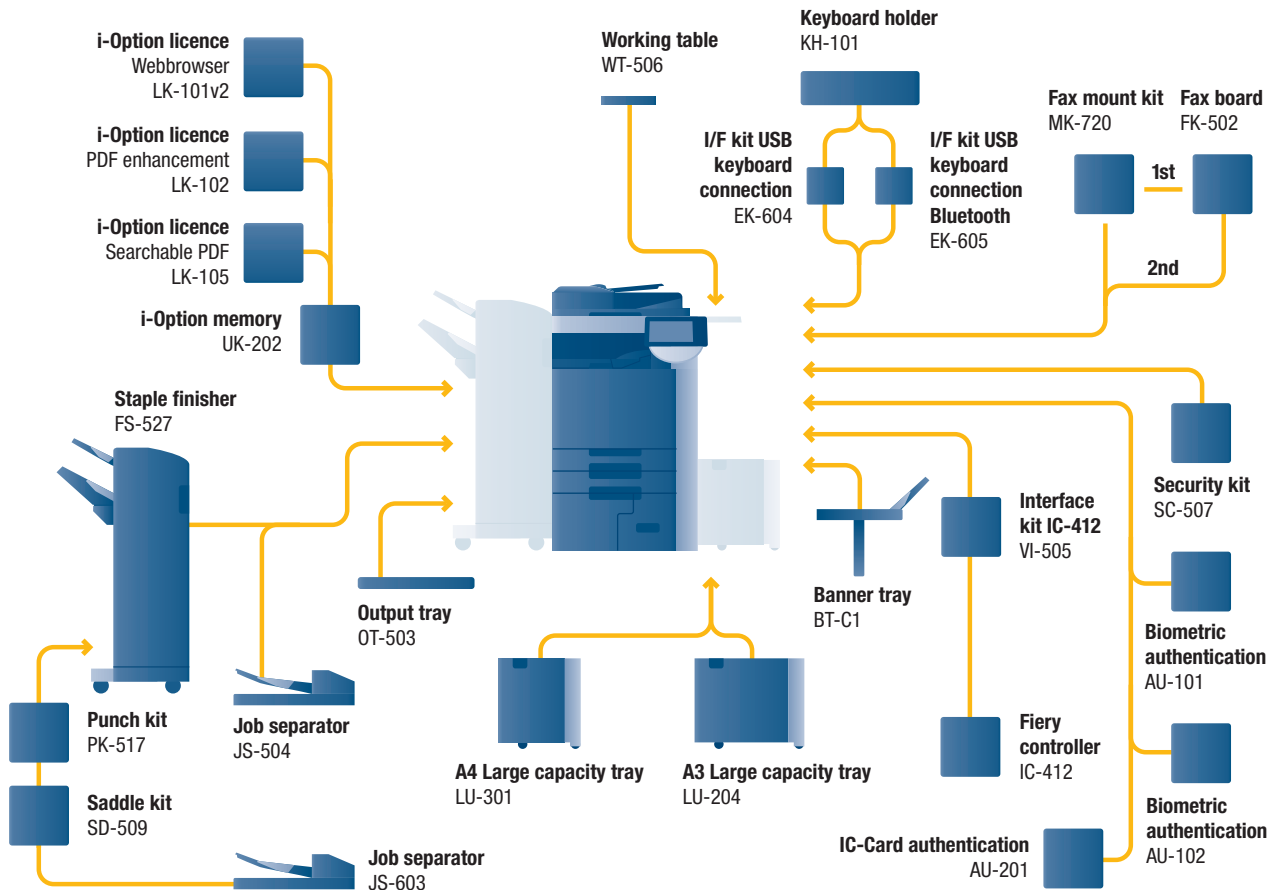 i-Option licence
Webbrowser
LK-101v2
i-Option licence
PDF enhancement
LK-102
i-Option licence
Searchable PDF
LK-105
i-Option memory
UK-202
Working table
WT-506
Keyboard holder
KH-101
I/F kit USB
keyboard
connection
EK-604
I/F kit USB
keyboard
connection
Bluetooth
EK-605
Fax mount kit
MK-720
Fax board
FK-502
1st
2nd
Staple finisher
FS-527
Output tray
OT-503
Banner tray
BT-C1
Interface
kit IC-412
VI-505
Security kit
SC-507
Biometric
authentication
AU-101
Punch kit
PK-517
Job separator
JS-504
A4 Large capacity tray
LU-301
A3 Large capacity tray
LU-204
Fiery
controller
IC-412
Saddle kit
SD-509
Biometric
authentication
AU-102
Job separator
JS-603
IC-Card authentication
AU-201